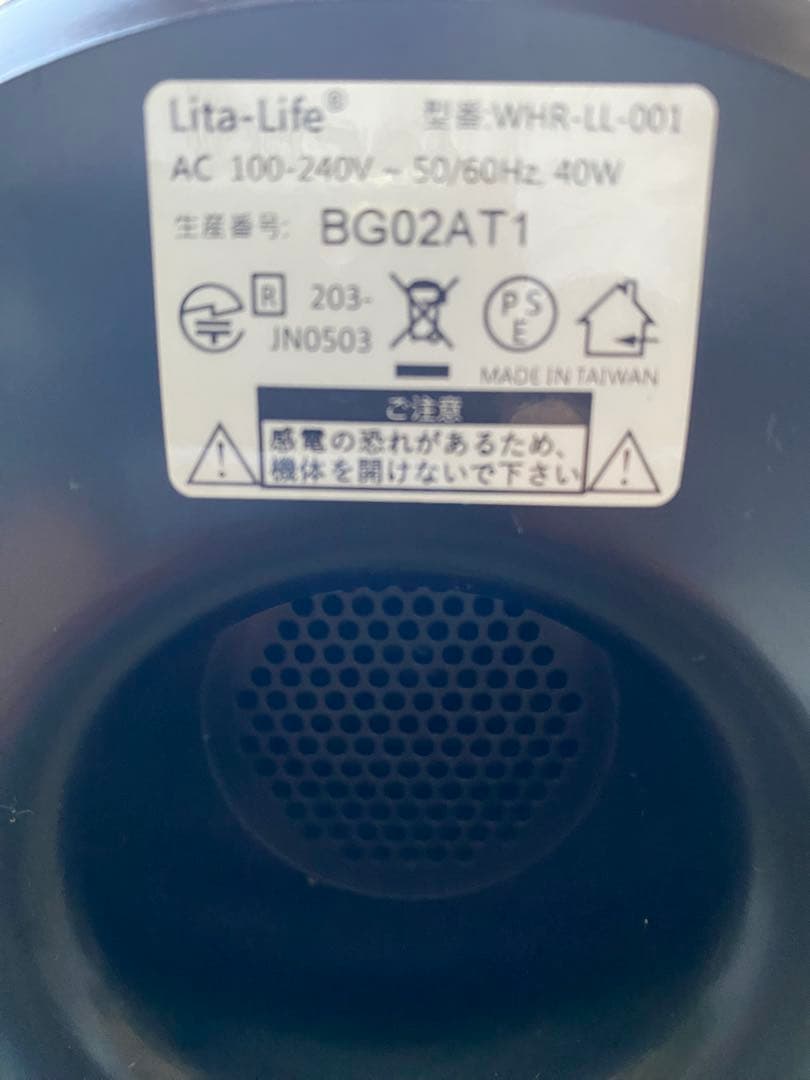 Lita-Life® 型番:WHR-LL-001
AC 100-240V ~ 50/60Hz, 40W
生産番号: BG02AT1
R 203-
JN0503
PSE
MADE IN TAIWAN
ご注意
感電の恐れがあるため、
機体を開けないで下さい